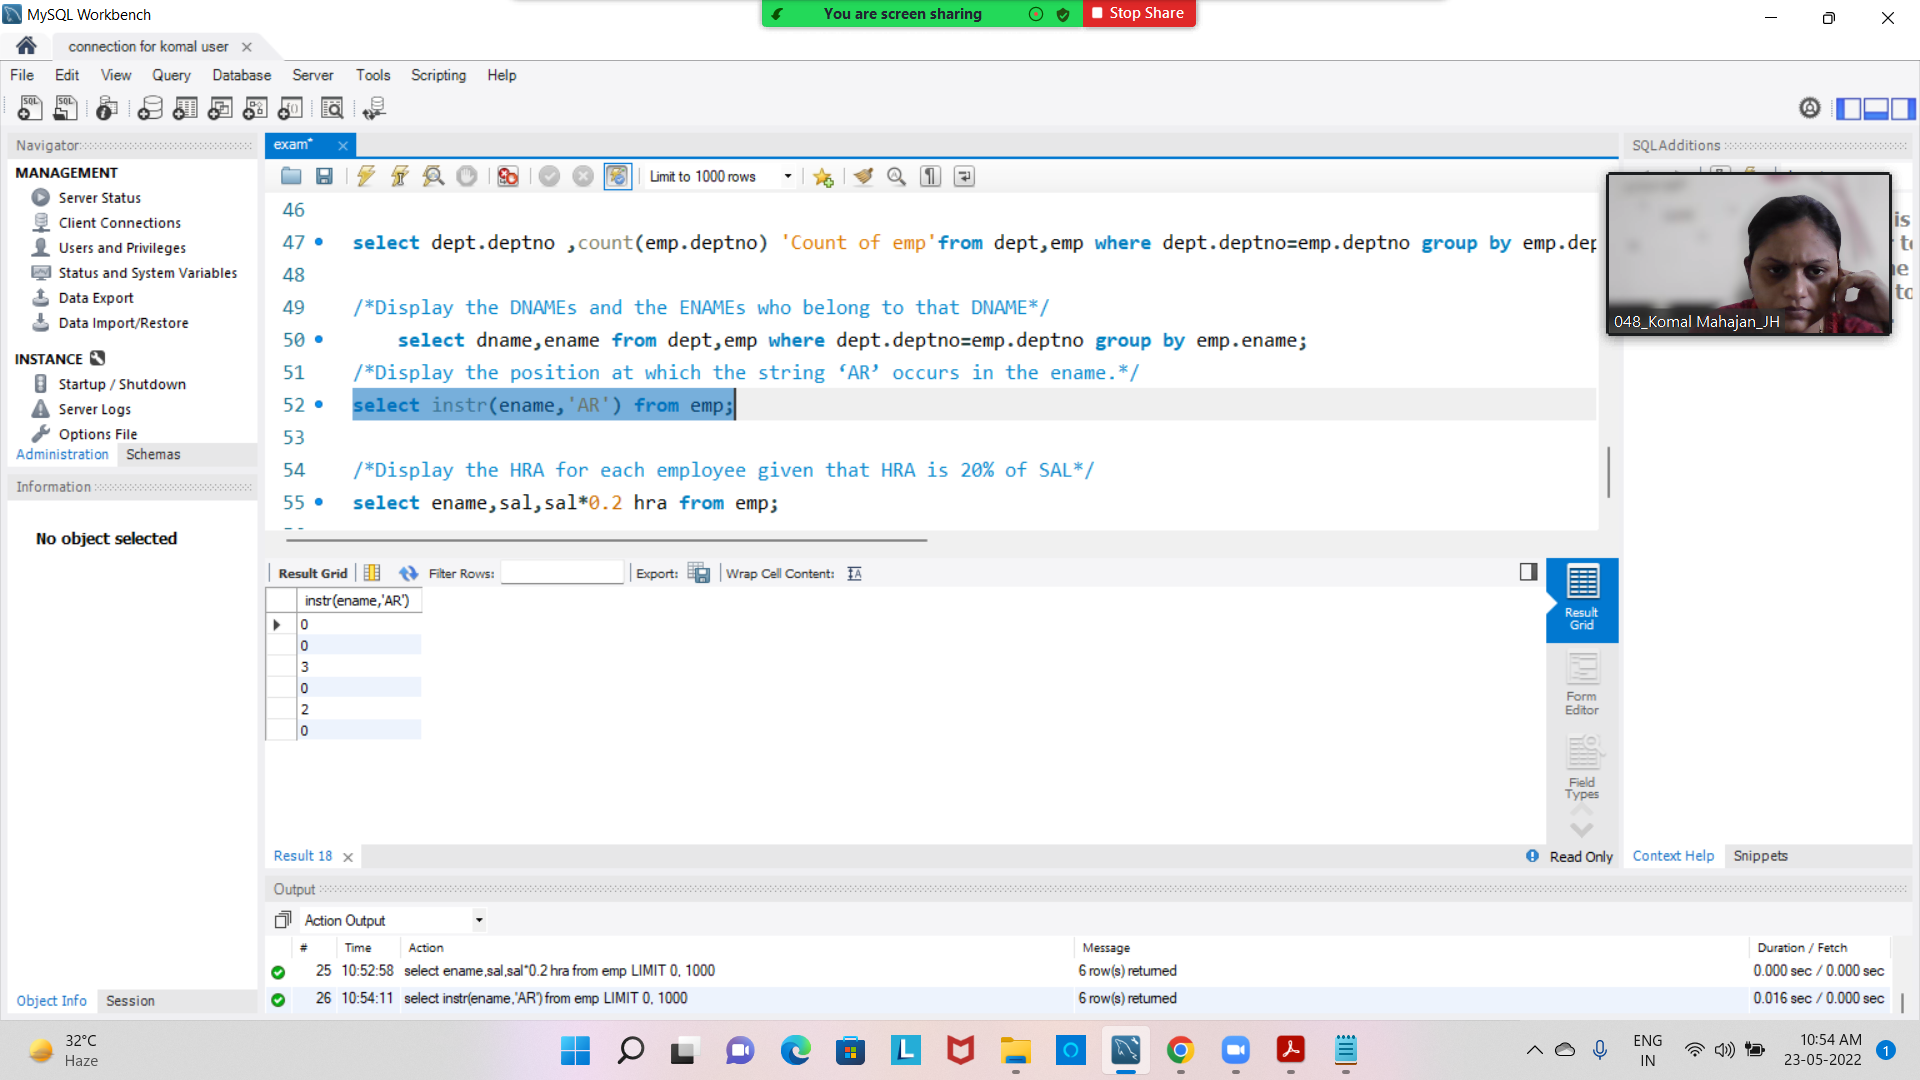 MySQL Workbench
You are screen sharing
Stop Share
connection for komal user
File Edit View Query Database Server Tools Scripting Help
Navigator
MANAGEMENT
Server Status
Client Connections
Users and Privileges
Status and System Variables
Data Export
Data Import/Restore
INSTANCE
Startup / Shutdown
Server Logs
Options File
Administration Schemas
Information
No object selected
Object Info Session
exam*
Limit to 1000 rows
46
47 select dept.deptno ,count(emp.deptno) 'Count of emp'from dept,emp where dept.deptno=emp.deptno group by emp.dep
48
49 /*Display the DNAMEs and the ENAMEs who belong to that DNAME*/
50 select dname,ename from dept,emp where dept.deptno=emp.deptno group by emp.ename;
51 /*Display the position at which the string ‘AR’ occurs in the ename.*/
52 select instr(ename,'AR') from emp;
53
54 /*Display the HRA for each employee given that HRA is 20% of SAL*/
55 select ename,sal,sal*0.2 hra from emp;
SQLAdditions
048_Komal Mahajan_JH
Result Grid Filter Rows: Export: Wrap Cell Content:
instr(ename,'AR')
0
0
3
0
2
0
Result Grid
Form Editor
Field Types
Result 18
Read Only
Context Help Snippets
Output
Action Output
# Time Action Message Duration / Fetch
25 10:52:58 select ename,sal,sal*0.2 hra from emp LIMIT 0, 1000 6 row(s) returned 0.000 sec / 0.000 sec
26 10:54:11 select instr(ename,'AR') from emp LIMIT 0, 1000 6 row(s) returned 0.016 sec / 0.000 sec
32°C
Haze
ENG
IN
10:54 AM
23-05-2022
1